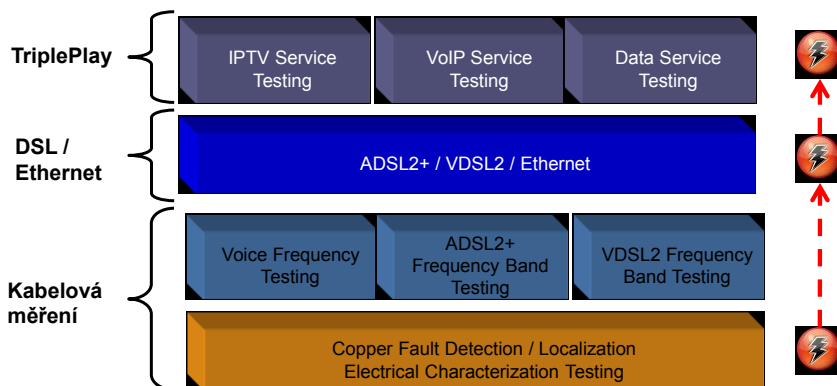 TriplePlay
IPTV Service
Testing
VoIP Service
Testing
Data Service
Testing
DSL /
Ethernet
ADSL2+ / VDSL2 / Ethernet
Kabelová
měření
Voice Frequency
Testing
ADSL2+
Frequency Band
Testing
VDSL2 Frequency
Band Testing
Copper Fault Detection / Localization
Electrical Characterization Testing